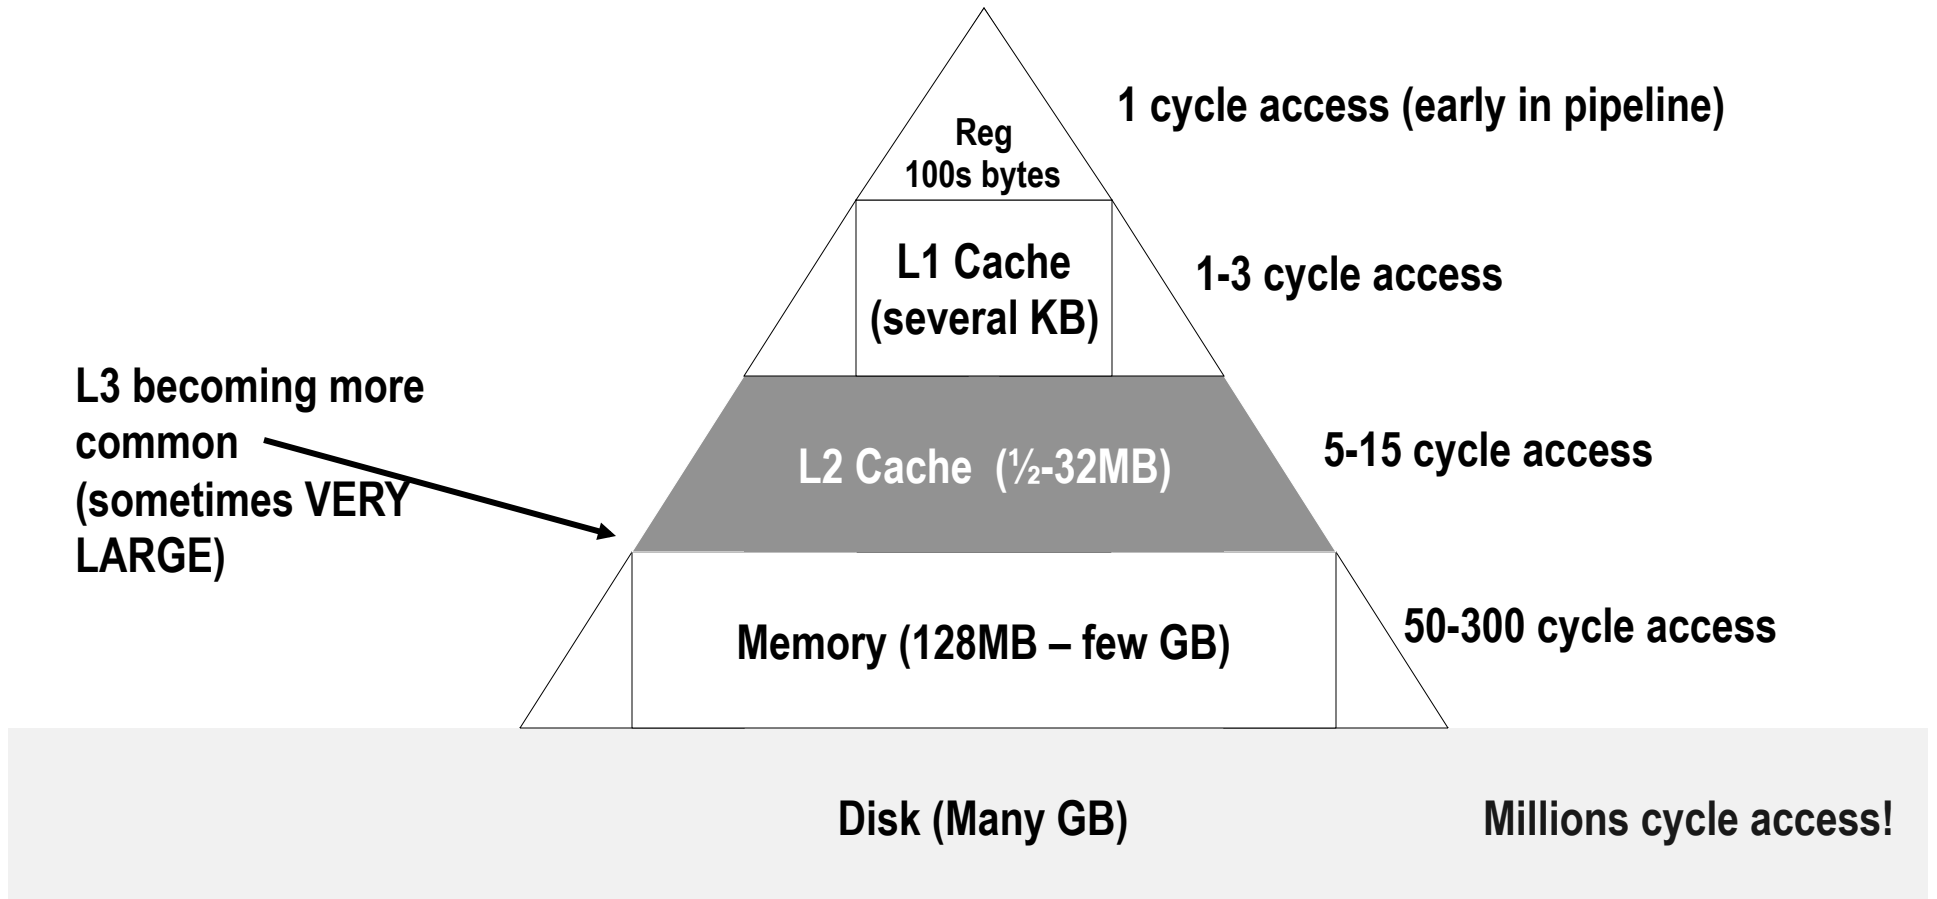 Reg
100s bytes
1 cycle access (early in pipeline)
L1 Cache
(several KB)
1-3 cycle access
L3 becoming more
common
(sometimes VERY
LARGE)
L2 Cache (½-32MB)
5-15 cycle access
Memory (128MB – few GB)
50-300 cycle access
Disk (Many GB)
Millions cycle access!